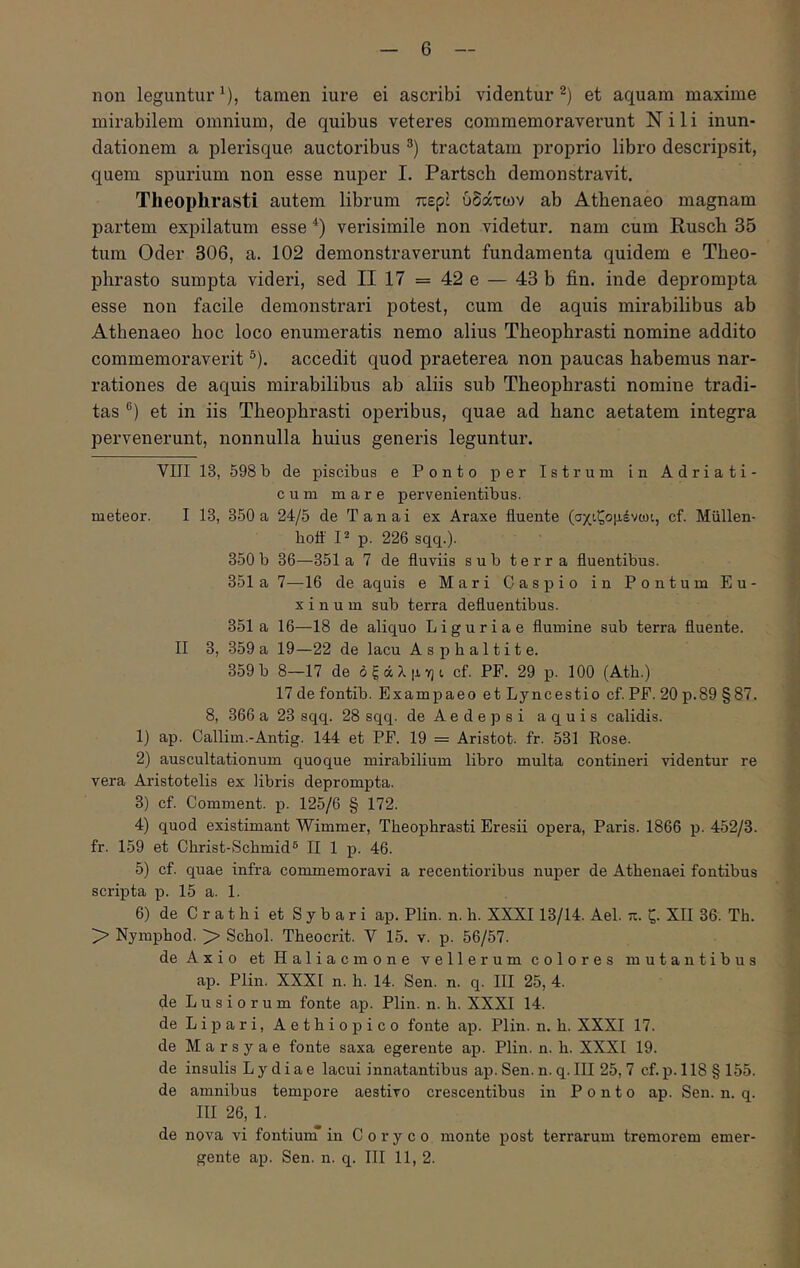 — 6 —
non leguntur ¹), tamen iure ei ascribi videntur ²) et aquam maxime
mirabilem omnium, de quibus veteres commemoraverunt Nili inun-
dationem a plerisque auctoribus ³) tractatam proprio libro descripsit,
quem spurium non esse nuper I. Partsch demonstravit.
Theophrasti autem librum περὶ ὑδάτων ab Athenaeo magnam
partem expilatum esse ⁴) verisimile non videtur. nam cum Rusch 35
tum Oder 306, a. 102 demonstraverunt fundamenta quidem e Theo-
phrasto sumpta videri, sed II 17 = 42 e — 43 b fin. inde deprompta
esse non facile demonstrari potest, cum de aquis mirabilibus ab
Athenaeo hoc loco enumeratis nemo alius Theophrasti nomine addito
commemoraverit ⁵). accedit quod praeterea non paucas habemus nar-
rationes de aquis mirabilibus ab aliis sub Theophrasti nomine tradi-
tas ⁶) et in iis Theophrasti operibus, quae ad hanc aetatem integra
pervenerunt, nonnulla huius generis leguntur.
VIII 13, 598 b de piscibus e Ponto per Istrum in Adriati-
cum mare pervenientibus.
meteor. I 13, 350 a 24/5 de Tanai ex Araxe fluente (σχιζομένωι, cf. Müllen-
hoff I² p. 226 sqq.).
350 b 36—351 a 7 de fluviis sub terra fluentibus.
351 a 7—16 de aquis e Mari Caspio in Pontum Eu-
xinum sub terra defluentibus.
351 a 16—18 de aliquo Liguriae flumine sub terra fluente.
II 3, 359 a 19—22 de lacu Asphaltite.
359 b 8—17 de ὀξάλμηι cf. PF. 29 p. 100 (Ath.)
17 de fontib. Exampaeo et Lyncestio cf. PF. 20 p. 89 § 87.
8, 366 a 23 sqq. 28 sqq. de Aedepsi aquis calidis.
1) ap. Callim.-Antig. 144 et PF. 19 = Aristot. fr. 531 Rose.
2) auscultationum quoque mirabilium libro multa contineri videntur re
vera Aristotelis ex libris deprompta.
3) cf. Comment. p. 125/6 § 172.
4) quod existimant Wimmer, Theophrasti Eresii opera, Paris. 1866 p. 452/3.
fr. 159 et Christ-Schmid⁵ II 1 p. 46.
5) cf. quae infra commemoravi a recentioribus nuper de Athenaei fontibus
scripta p. 15 a. 1.
6) de Crathi et Sybari ap. Plin. n. h. XXXI 13/14. Ael. π. ζ. XII 36. Th.
> Nymphod. > Schol. Theocrit. V 15. v. p. 56/57.
de Axio et Haliacmone vellerum colores mutantibus
ap. Plin. XXXI n. h. 14. Sen. n. q. III 25, 4.
de Lusiorum fonte ap. Plin. n. h. XXXI 14.
de Lipari, Aethiopico fonte ap. Plin. n. h. XXXI 17.
de Marsyae fonte saxa egerente ap. Plin. n. h. XXXI 19.
de insulis Lydiae lacui innatantibus ap. Sen. n. q. III 25, 7 cf. p. 118 § 155.
de amnibus tempore aestivo crescentibus in Ponto ap. Sen. n. q.
III 26, 1.
de nova vi fontium in Coryco monte post terrarum tremorem emer-
gente ap. Sen. n. q. III 11, 2.